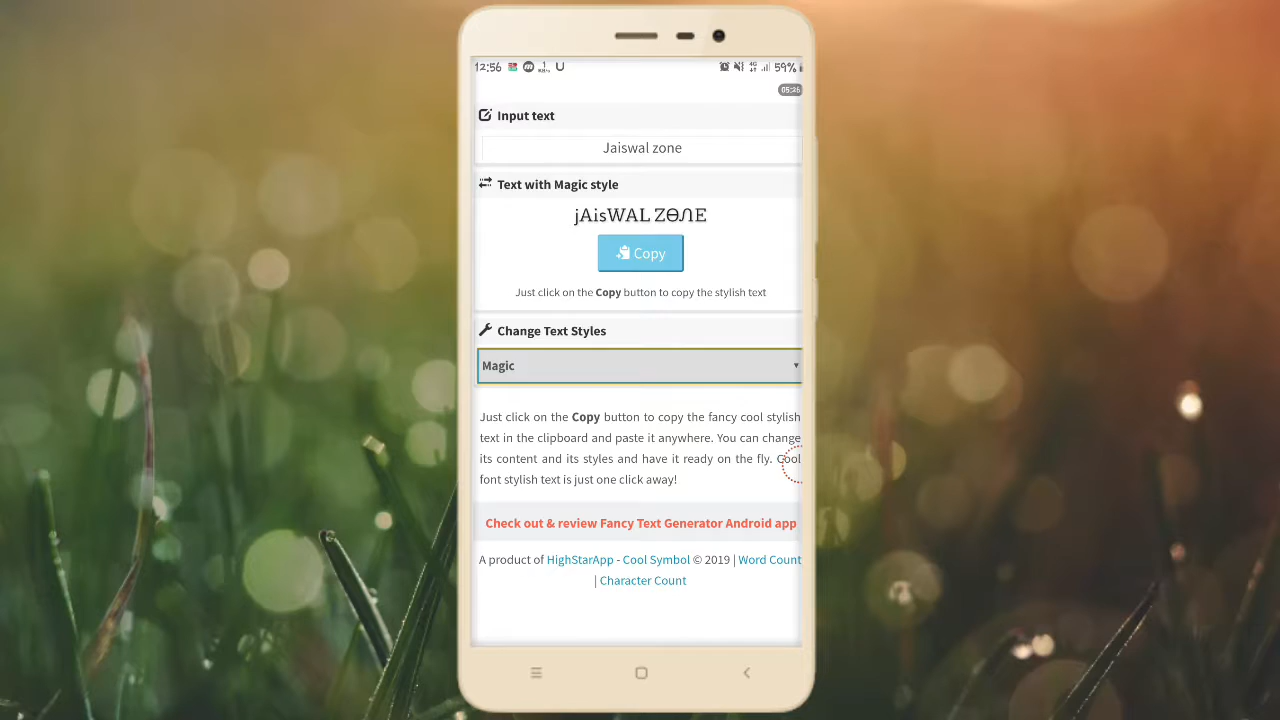 12:56 59%
05:26
Input text
Jaiswal zone
Text with Magic style
jAisWAL ZӨՌE
Copy
Just click on the Copy button to copy the stylish text
Change Text Styles
Magic
Just click on the Copy button to copy the fancy cool stylish
text in the clipboard and paste it anywhere. You can change
its content and its styles and have it ready on the fly. Cool
font stylish text is just one click away!
Check out & review Fancy Text Generator Android app
A product of HighStarApp - Cool Symbol © 2019 | Word Count
| Character Count